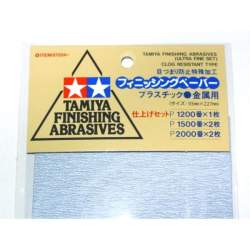 TAMIYA FINISHING ABRASIVES
(ULTRA FINE SET)
CLOG RESISTANT TYPE
目づまり防止特殊加工
フィニッシングペーパー
プラスチック●金属用
TAMIYA
FINISHING
ABRASIVES
仕上げセット
P1200番×1枚
P1500番×2枚
P2000番×2枚